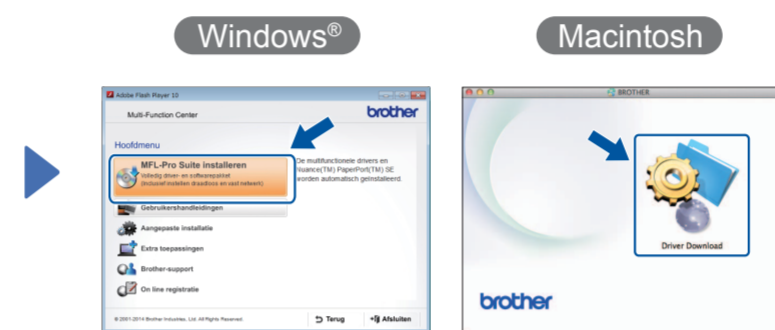 Windows®
Macintosh
Adobe Flash Player 10
Multi-Function Center
brother
Hoofdmenu
MFL-Pro Suite installeren
Volledig driver- en softwarepakket
(inclusief instellen draadloos en vast netwerk)
De multifunctionele drivers en
Nuance(TM) PaperPort(TM) SE
worden automatisch geïnstalleerd.
Gebruikershandleidingen
Aangepaste installatie
Extra toepassingen
Brother-support
On line registratie
© 2001-2014 Brother Industries, Ltd. All Rights Reserved.
Terug
Afsluiten
BROTHER
Driver Download
brother